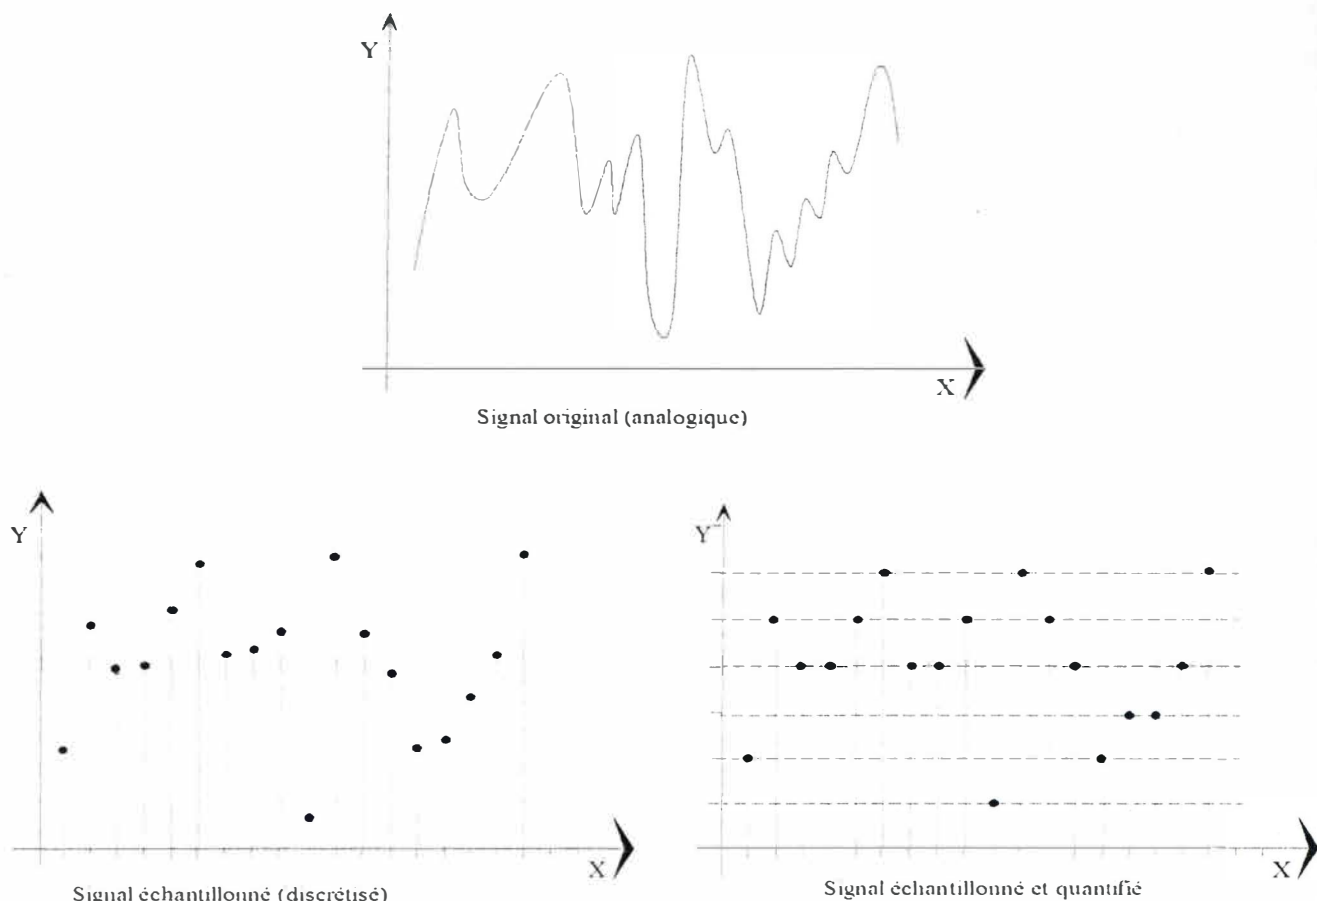 Y
X
Signal original (analogique)
Y
X
Signal échantillonné (discrétisé)
Y
X
Signal échantillonné et quantifié